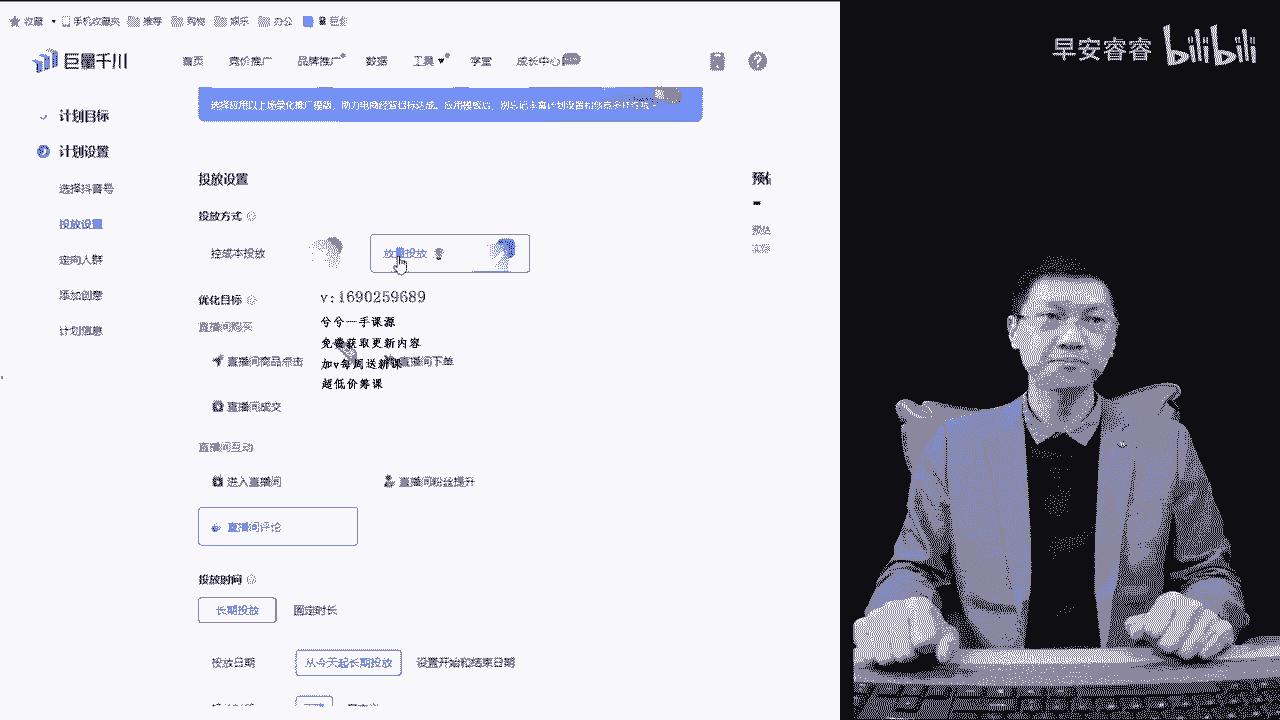 收藏 手机收藏夹 推荐 购物 娱乐 办公
巨量千川 首页 竞价推广 品牌推广 数据 工具 学堂 成长中心
早安睿睿 bilibili
计划目标
计划设置
选择抖音号
投放设置
定向人群
添加创意
计划信息
投放设置
投放方式
控成本投放 放量投放
优化目标
直播间购买
直播间商品点击 直播间下单
直播间成交
直播间互动
进入直播间 直播间粉丝提升
直播间评论
v:1690259689
兮兮一手课源
免费获取更新内容
加v每周送新课
超低价筹课
投放时间
长期投放 固定时长
投放日期 从今天起长期投放 设置开始和结束日期
预估